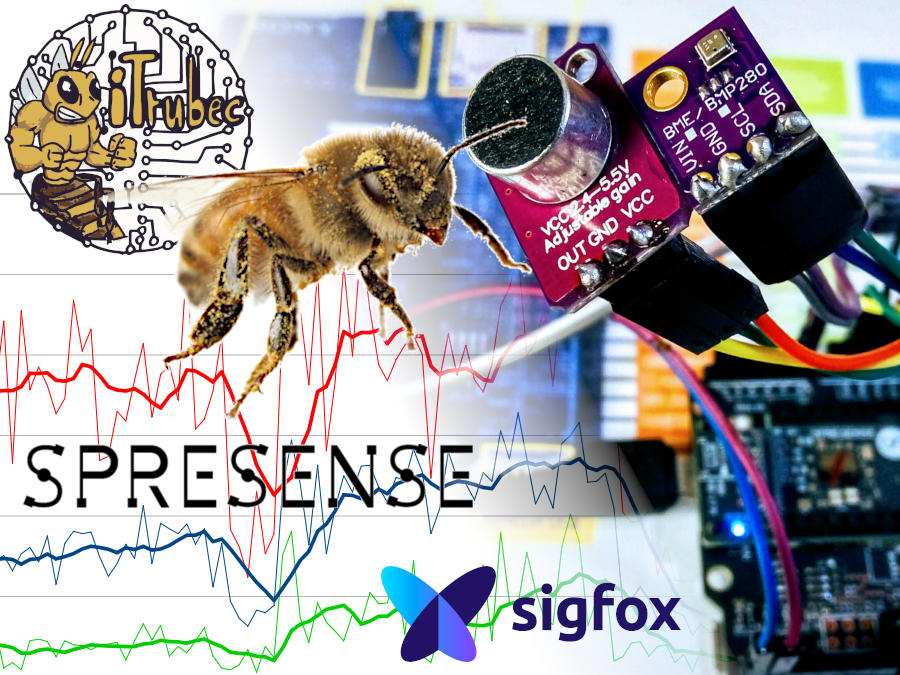 iTrubec
VCC 2.4-5.5V
Adjustable gain
OUT GND VCC
BME/BMP280
VIN GND SCL SDA
SPRESENSE
sigfox